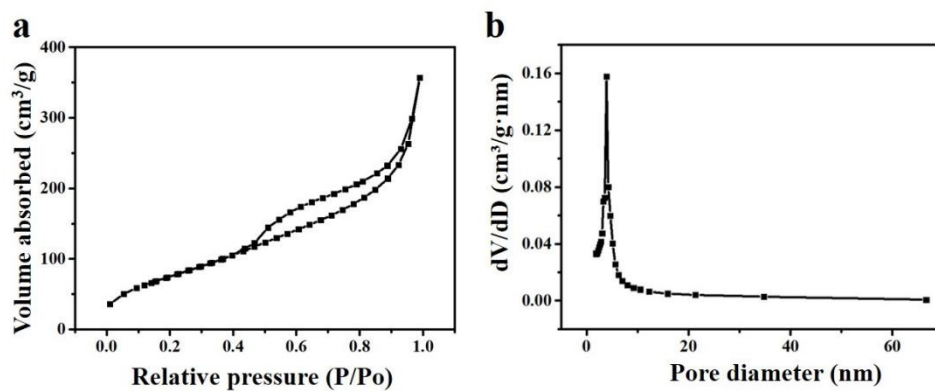 a
400
300
200
100
0
Volume absorbed (cm³/g)
0.0 0.2 0.4 0.6 0.8 1.0
Relative pressure (P/Po)
b
0.16
0.12
0.08
0.04
0.00
dV/dD (cm³/g·nm)
0 20 40 60
Pore diameter (nm)